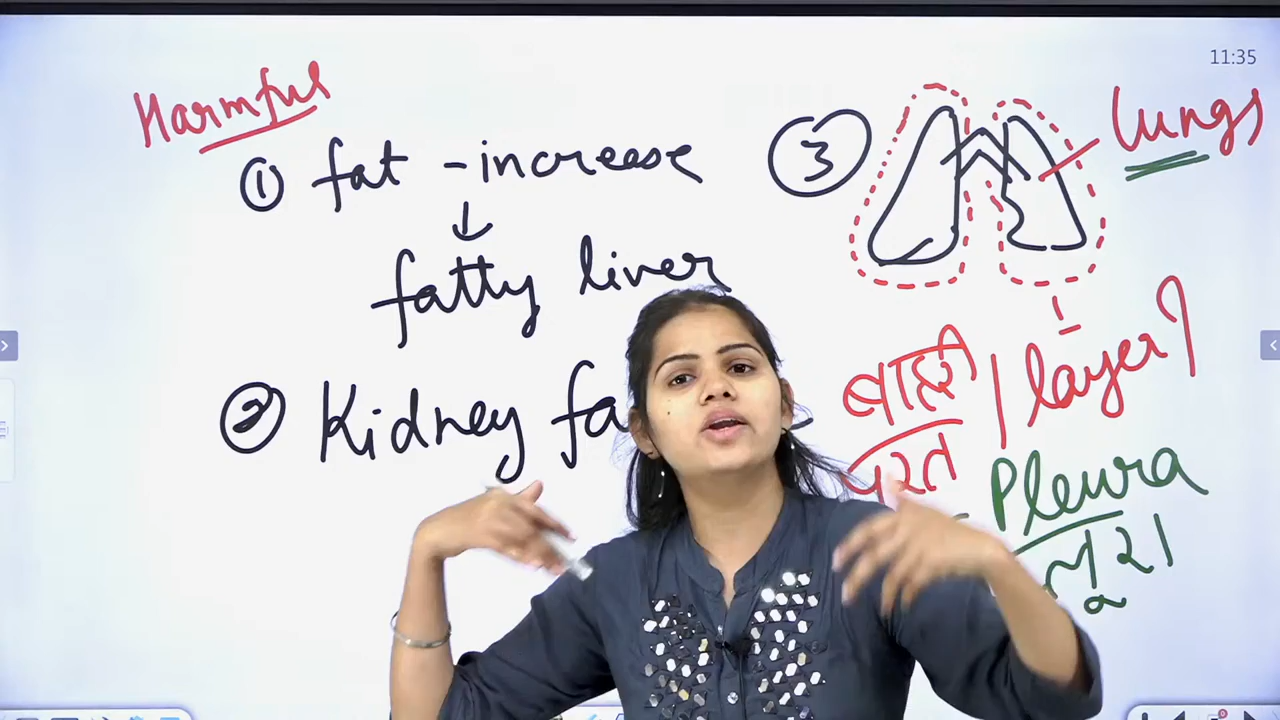 11:35
Harmful
① fat - increase
↓
fatty liver
② Kidney fa
③
Lungs
बाहरी / layer?
परत
Pleura